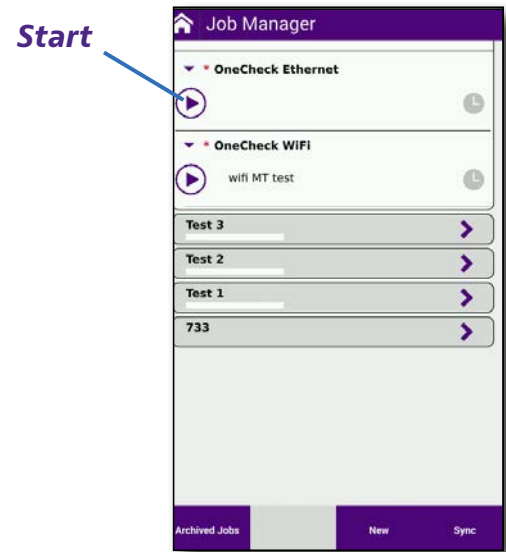 Start
Job Manager
* OneCheck Ethernet
* OneCheck WiFi
wifi MT test
Test 3
Test 2
Test 1
733
Archived Jobs
New
Sync